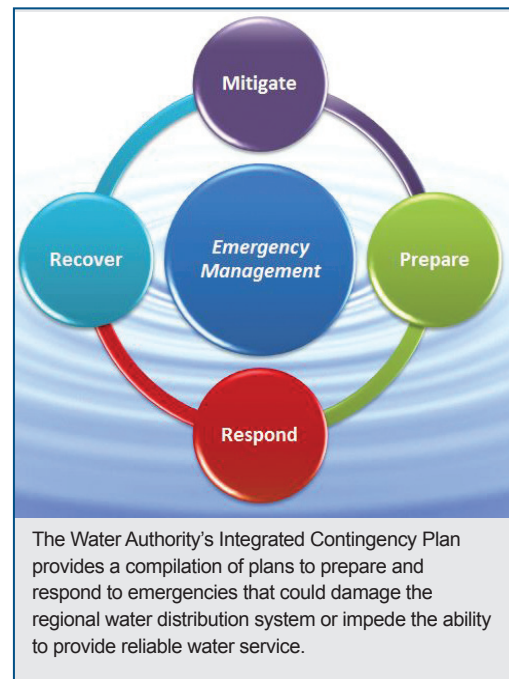 Mitigate
Recover
Emergency
Management
Prepare
Respond
The Water Authority's Integrated Contingency Plan
provides a compilation of plans to prepare and
respond to emergencies that could damage the
regional water distribution system or impede the ability
to provide reliable water service.